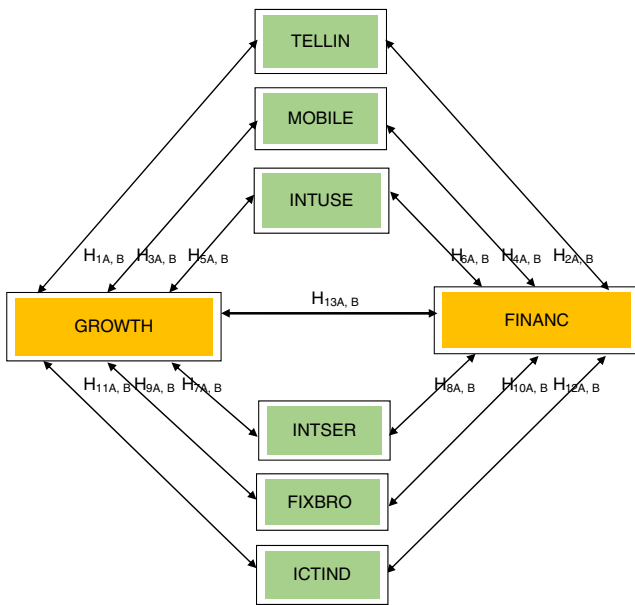 TELLIN
MOBILE
INTUSE
H1A, B H3A, B H5A, B H6A, B H4A, B H2A, B
H13A, B
GROWTH FINANC
H11A, B H9A, B H7A, B H8A, B H10A, B H12A, B
INTSER
FIXBRO
ICTIND